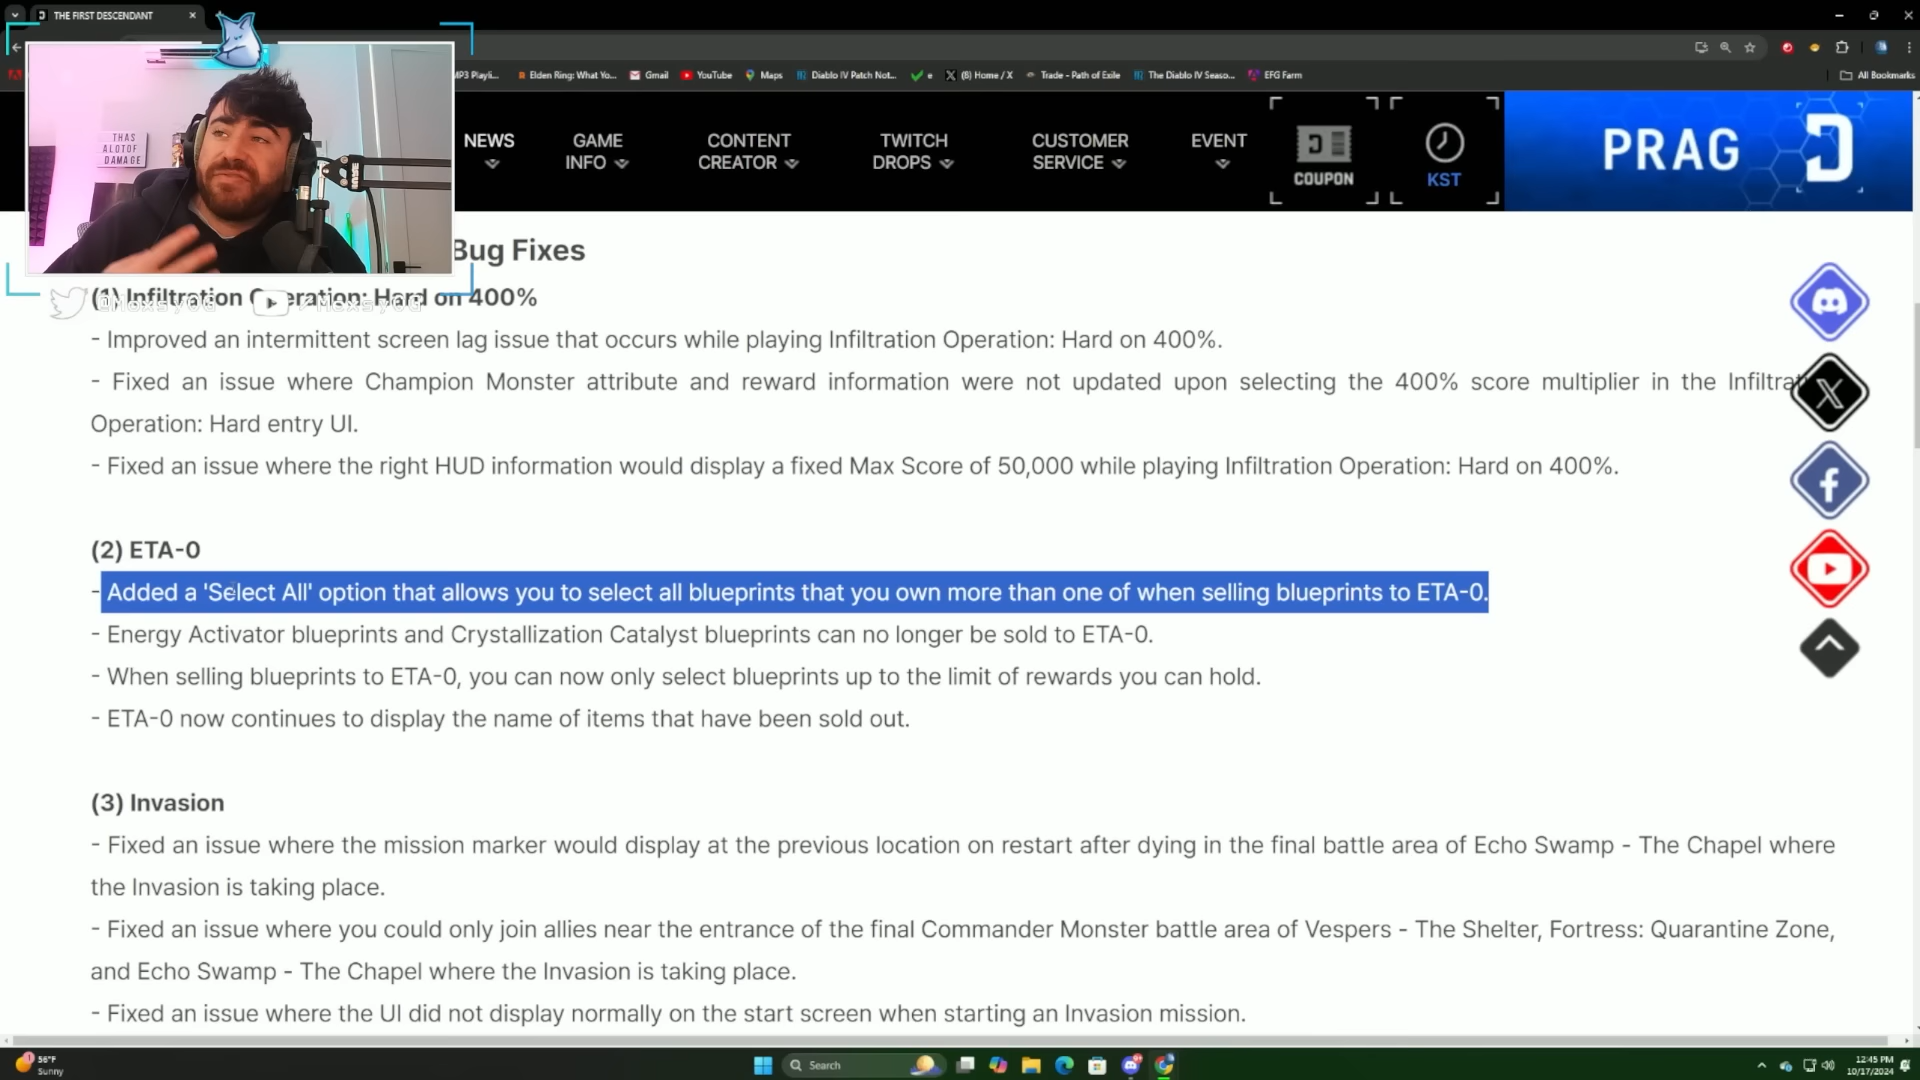 THE FIRST DESCENDANT
MP3 Playli... Elden Ring: What Yo... Gmail YouTube Maps Diablo IV Patch Not... e (8) Home / X Trade - Path of Exile The Diablo IV Seaso... EFG Farm All Bookmarks
THAS
ALOTOF
DAMAGE
NEWS
GAME
INFO
CONTENT
CREATOR
TWITCH
DROPS
CUSTOMER
SERVICE
EVENT
COUPON
KST
PRAG
Bug Fixes
(1) Infiltration Operation: Hard on 400%
- Improved an intermittent screen lag issue that occurs while playing Infiltration Operation: Hard on 400%.
- Fixed an issue where Champion Monster attribute and reward information were not updated upon selecting the 400% score multiplier in the Infiltrat
Operation: Hard entry UI.
- Fixed an issue where the right HUD information would display a fixed Max Score of 50,000 while playing Infiltration Operation: Hard on 400%.
(2) ETA-0
- Added a 'Select All' option that allows you to select all blueprints that you own more than one of when selling blueprints to ETA-0.
- Energy Activator blueprints and Crystallization Catalyst blueprints can no longer be sold to ETA-0.
- When selling blueprints to ETA-0, you can now only select blueprints up to the limit of rewards you can hold.
- ETA-0 now continues to display the name of items that have been sold out.
(3) Invasion
- Fixed an issue where the mission marker would display at the previous location on restart after dying in the final battle area of Echo Swamp - The Chapel where
the Invasion is taking place.
- Fixed an issue where you could only join allies near the entrance of the final Commander Monster battle area of Vespers - The Shelter, Fortress: Quarantine Zone,
and Echo Swamp - The Chapel where the Invasion is taking place.
- Fixed an issue where the UI did not display normally on the start screen when starting an Invasion mission.
56°F
Sunny
Search
12:45 PM
10/17/2024